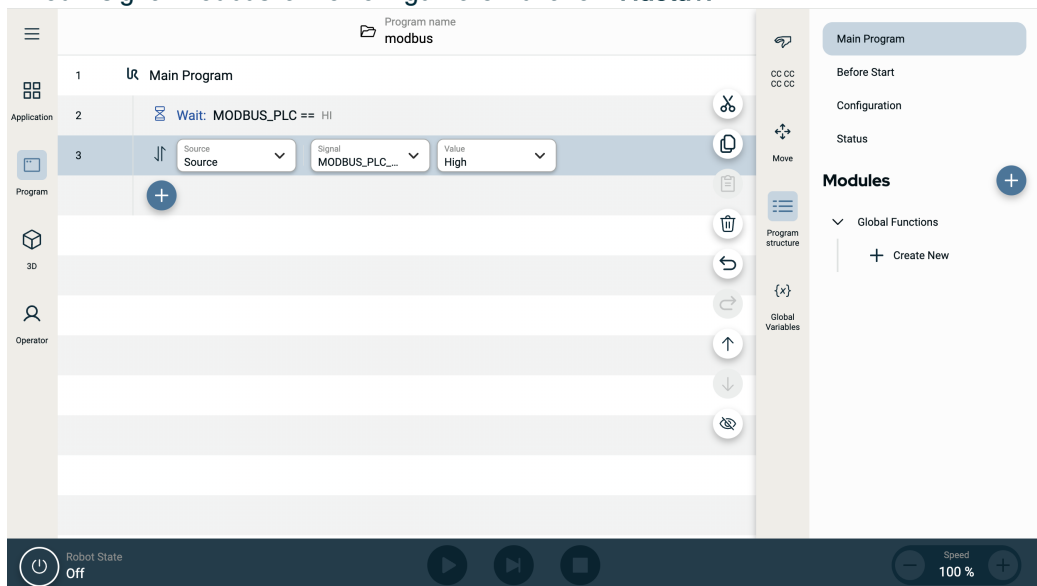 Program name
modbus
1 Main Program
Application
2 Wait: MODBUS_PLC == HI
3
Source
Source
Signal
MODBUS_PLC_...
Value
High
Program
3D
Operator
CC CC
CC CC
Move
Program
structure
{x}
Global
Variables
Main Program
Before Start
Configuration
Status
Modules
Global Functions
Create New
Robot State
Off
Speed
100 %